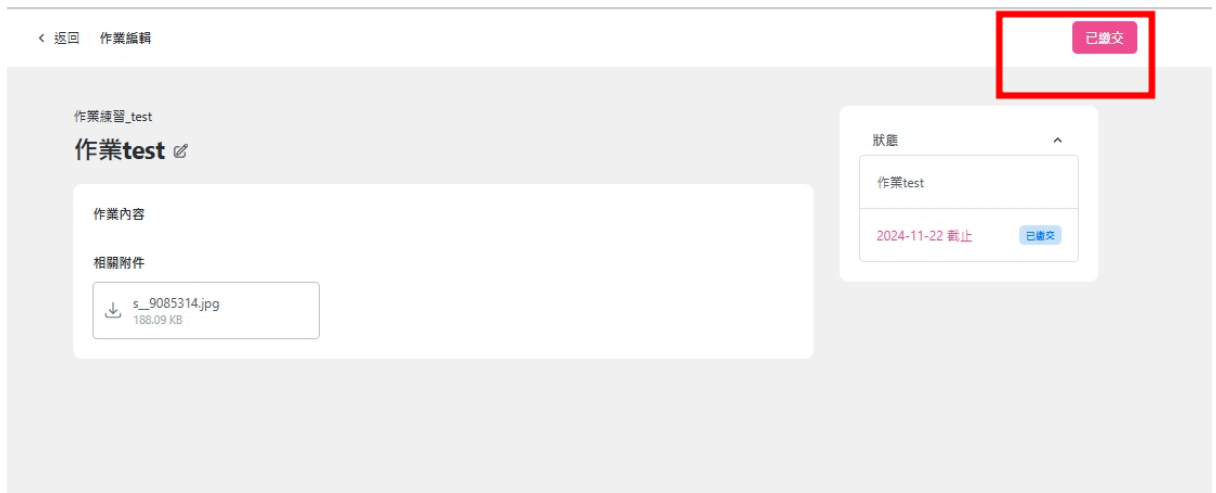 返回 作業編輯 已繳交
作業練習_test
作業test
作業內容
相關附件
s__9085314.jpg
188.09 KB
狀態
作業test
2024-11-22 截止 已繳交